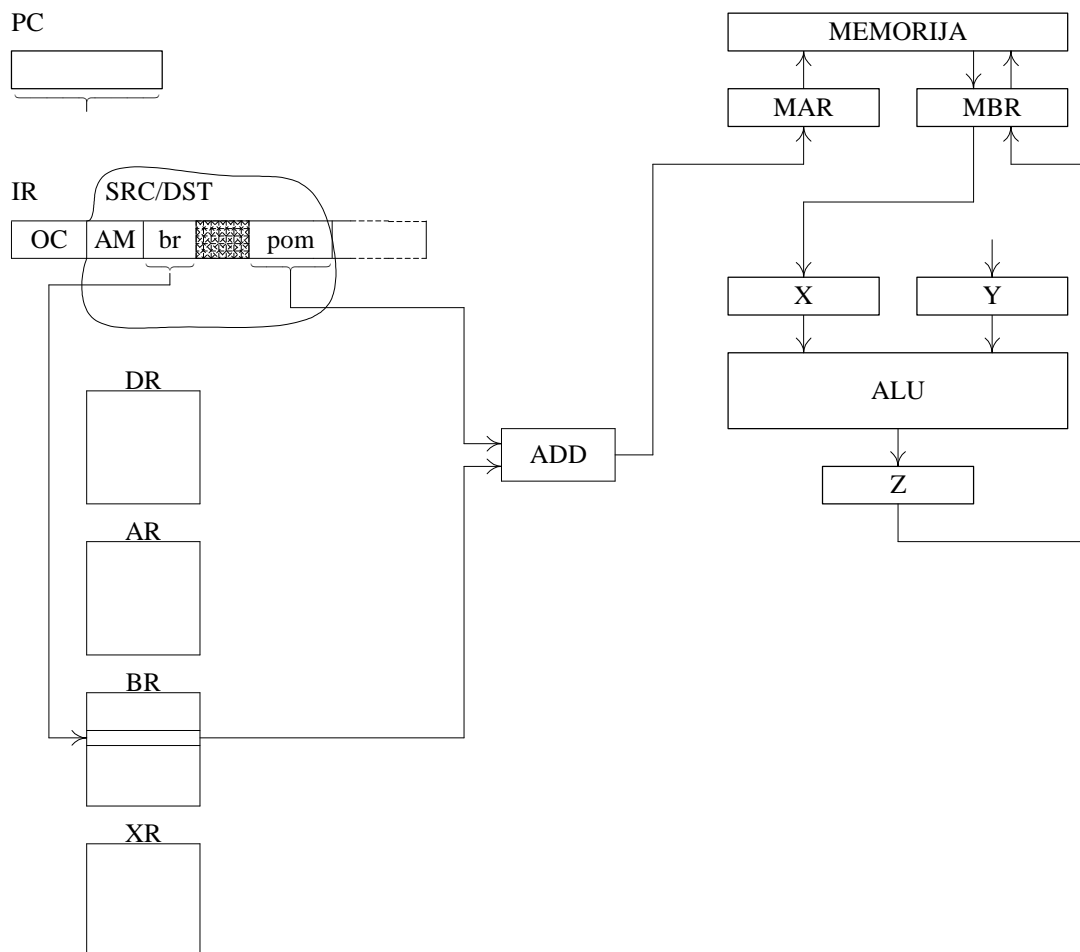 PC
MEMORIJA
MAR MBR
IR SRC/DST
OC AM br pom
X Y
DR
ALU
ADD
Z
AR
BR
XR